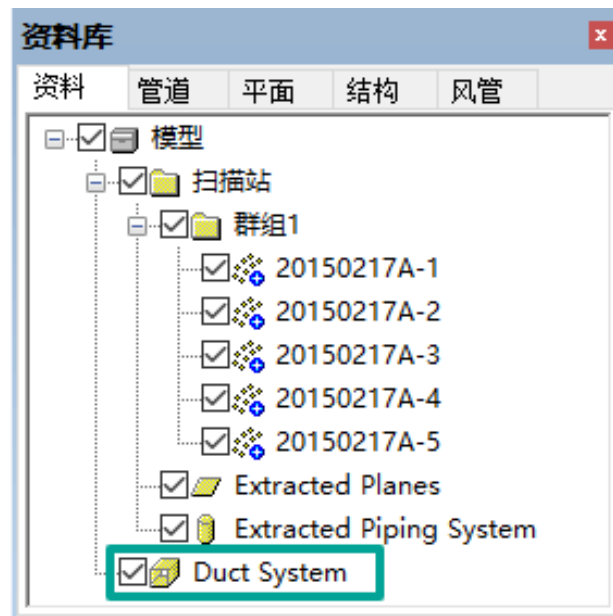 资料库
资料 管道 平面 结构 风管
模型
扫描站
群组1
20150217A-1
20150217A-2
20150217A-3
20150217A-4
20150217A-5
Extracted Planes
Extracted Piping System
Duct System